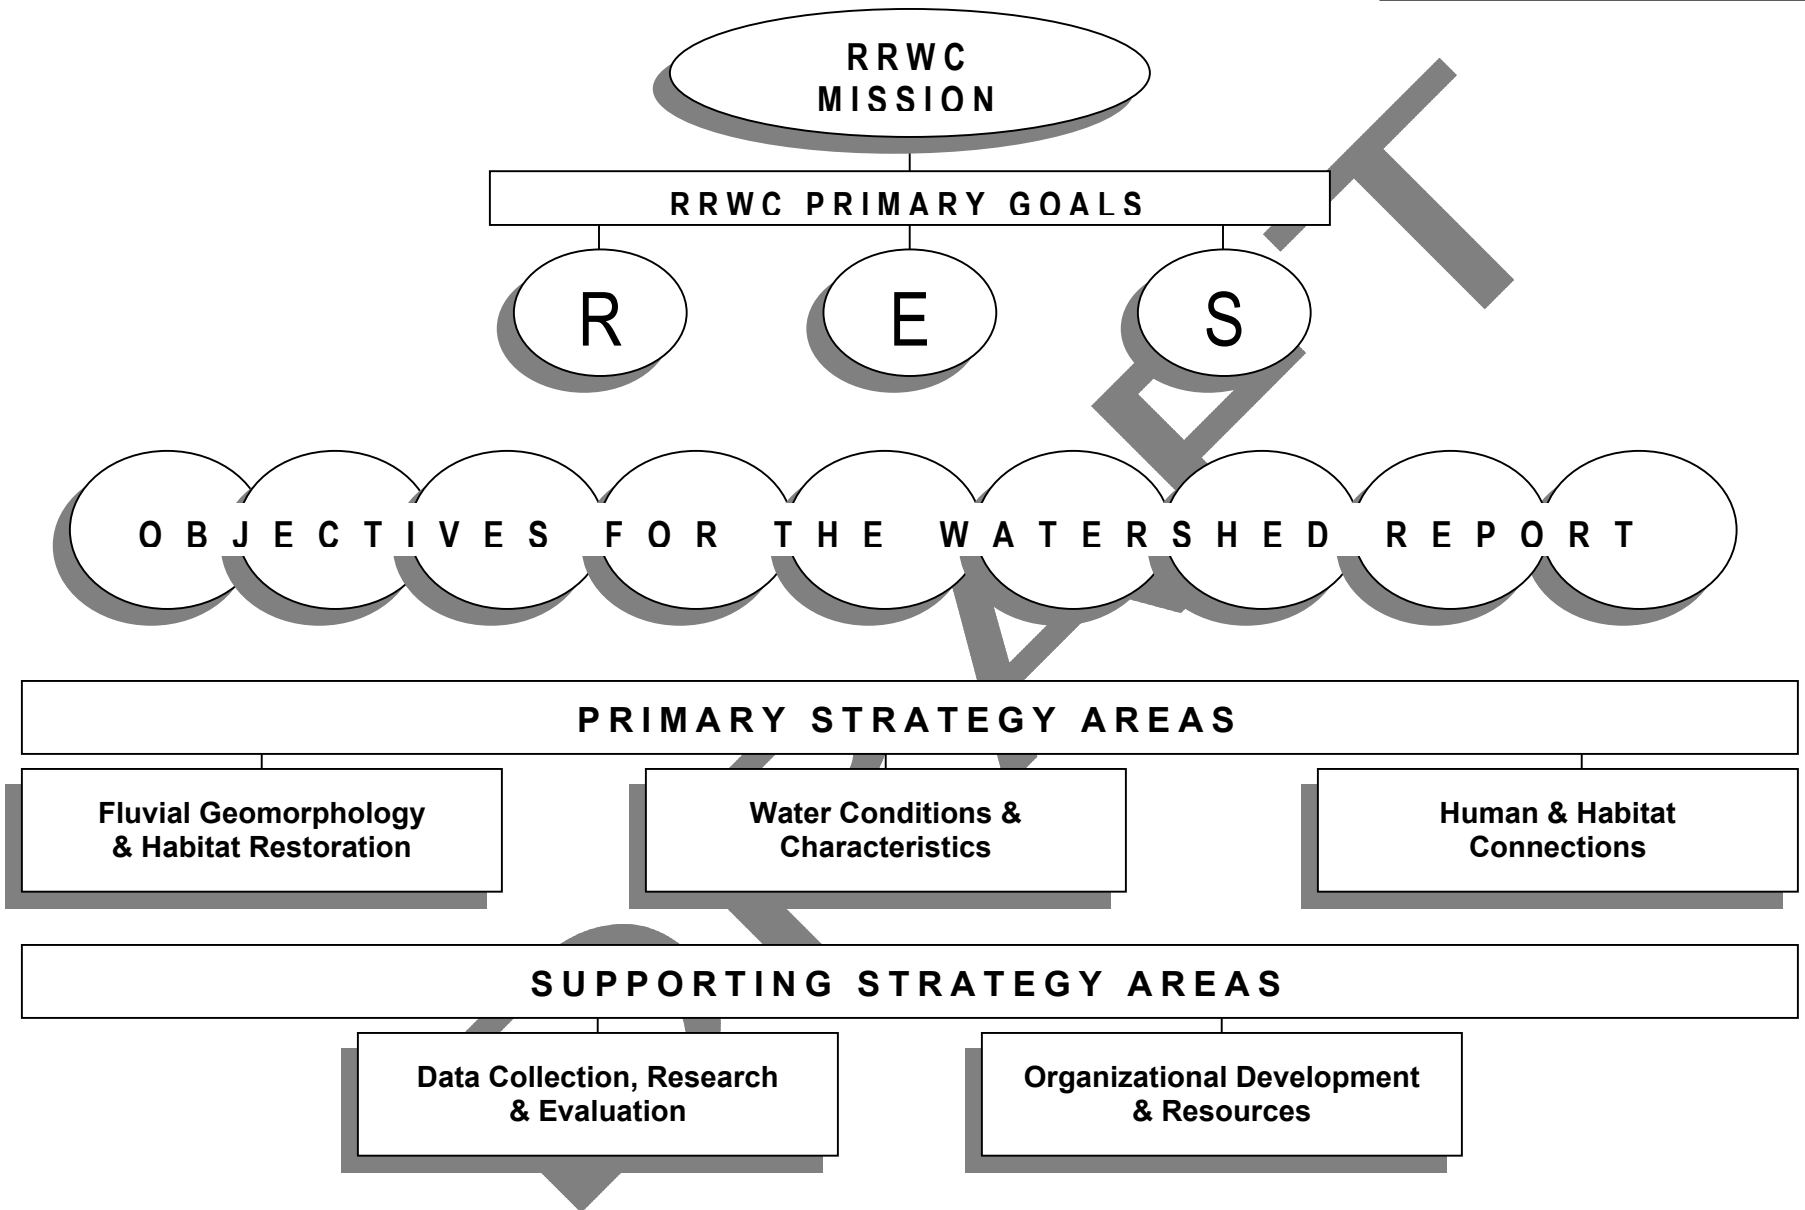 RRWC
MISSION
RRWC PRIMARY GOALS
R E S
OBJECTIVES FOR THE WATERSHED REPORT
PRIMARY STRATEGY AREAS
Fluvial Geomorphology
& Habitat Restoration
Water Conditions &
Characteristics
Human & Habitat
Connections
SUPPORTING STRATEGY AREAS
Data Collection, Research
& Evaluation
Organizational Development
& Resources
DRAFT